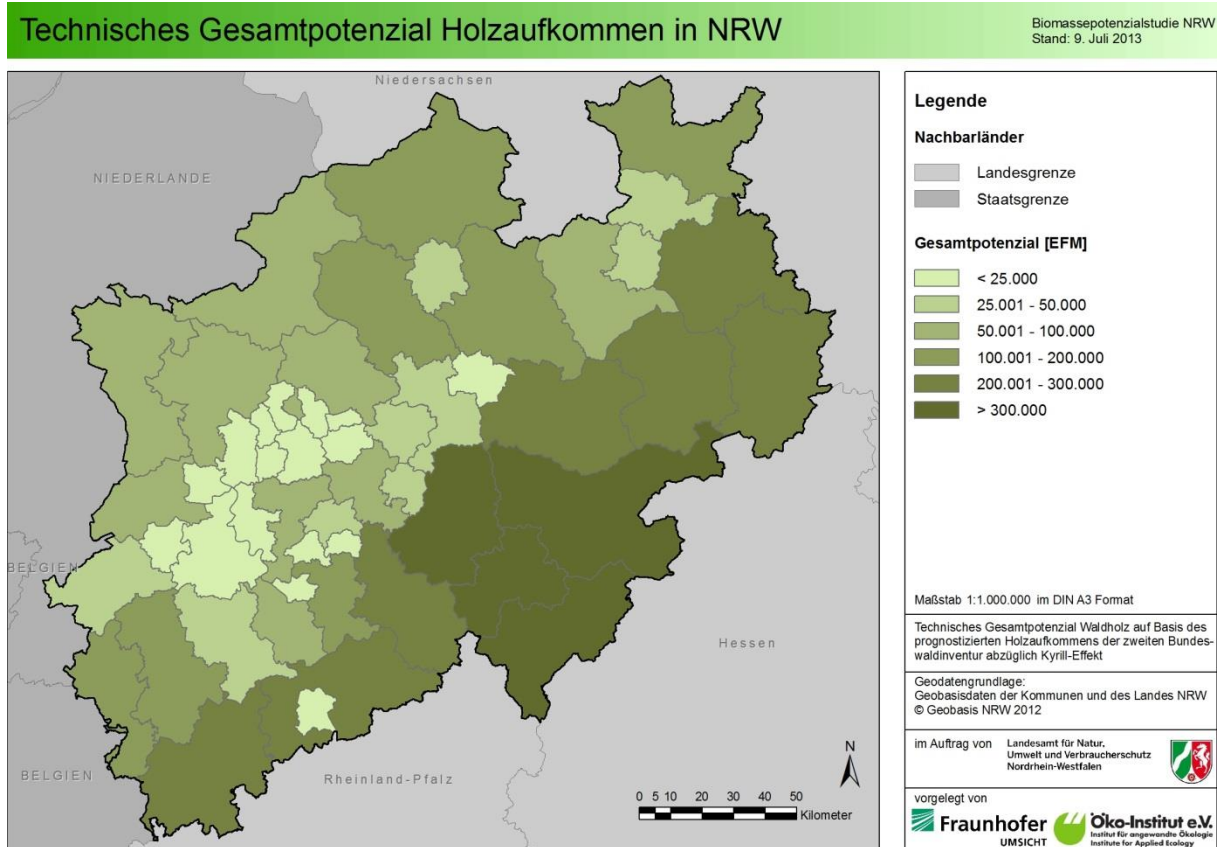 Technisches Gesamtpotenzial Holzaufkommen in NRW
Biomassepotenzialstudie NRW
Stand: 9. Juli 2013
Niedersachsen
NIEDERLANDE
BELGIEN
Hessen
BELGIEN
Rheinland-Pfalz
N
0 5 10 20 30 40 50
Kilometer
Legende
Nachbarländer
Landesgrenze
Staatsgrenze
Gesamtpotenzial [EFM]
< 25.000
25.001 - 50.000
50.001 - 100.000
100.001 - 200.000
200.001 - 300.000
> 300.000
Maßstab 1:1.000.000 im DIN A3 Format
Technisches Gesamtpotenzial Waldholz auf Basis des
prognostizierten Holzaufkommens der zweiten Bundes-
waldinventur abzüglich Kyrill-Effekt
Geodatengrundlage:
Geobasisdaten der Kommunen und des Landes NRW
© Geobasis NRW 2012
im Auftrag von
Landesamt für Natur,
Umwelt und Verbraucherschutz
Nordrhein-Westfalen
vorgelegt von
Fraunhofer
UMSICHT
Öko-Institut e.V.
Institut für angewandte Ökologie
Institute for Applied Ecology